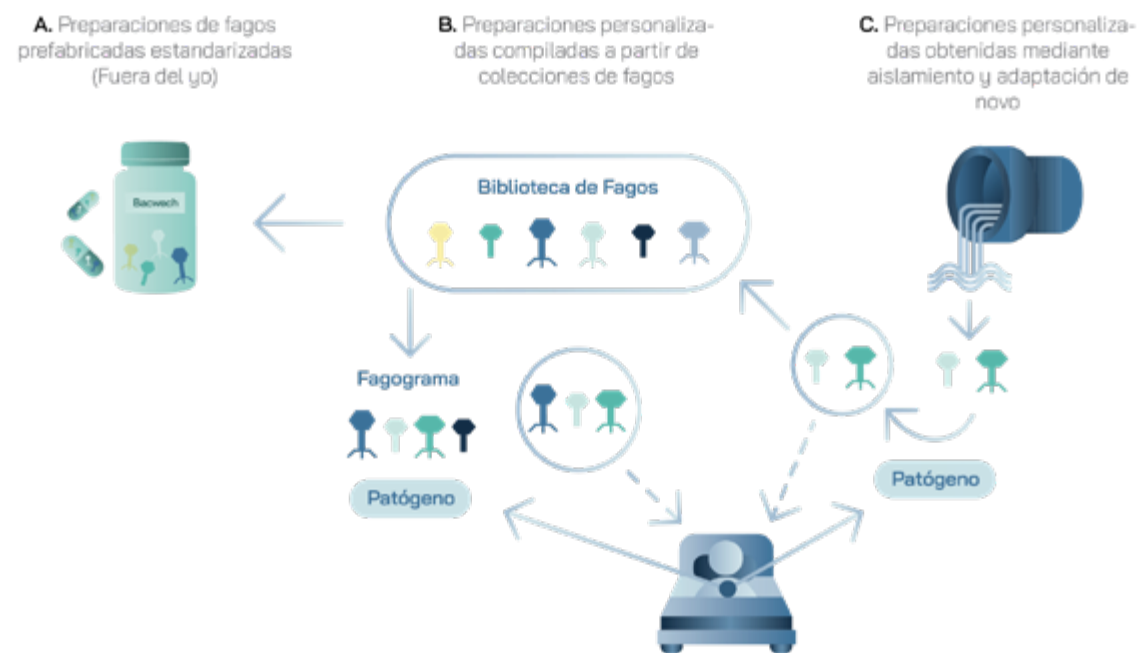 A. Preparaciones de fagos
prefabricadas estandarizadas
(Fuera del yo)
B. Preparaciones personaliza-
das compiladas a partir de
colecciones de fagos
C. Preparaciones personaliza-
das obtenidas mediante
aislamiento y adaptación de
novo
Bacwech
Biblioteca de Fagos
Fagograma
Patógeno
Patógeno